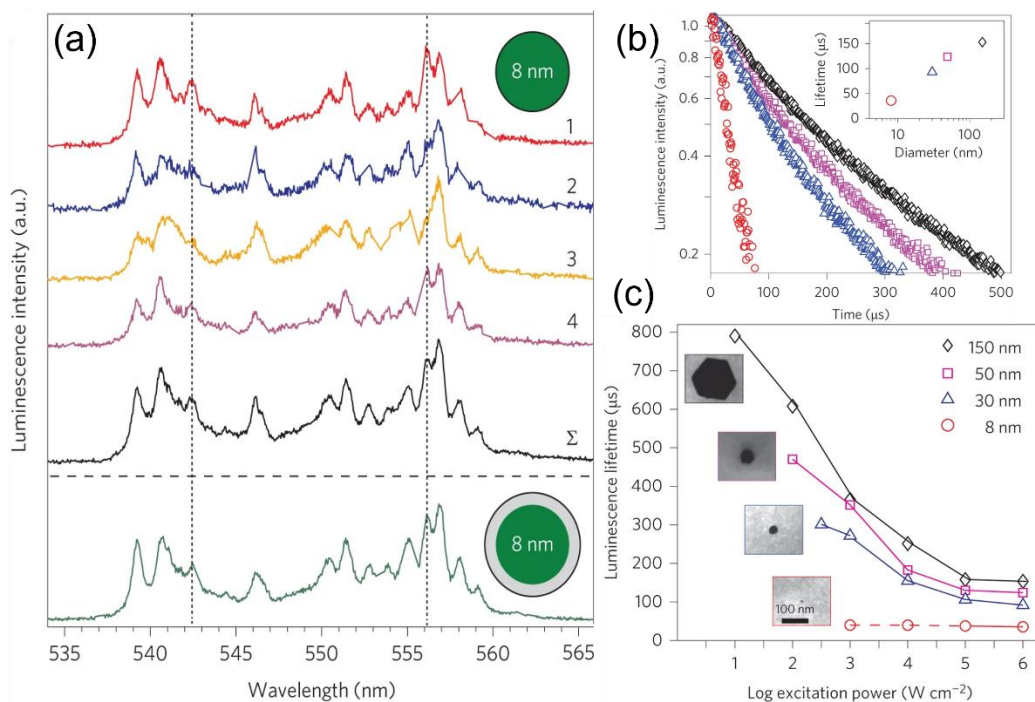 (a)
8 nm
1
2
3
4
Σ
8 nm
Luminescence intensity (a.u.)
535 540 545 550 555 560 565
Wavelength (nm)
(b)
Luminescence intensity (a.u.)
1.0
0.8
0.6
0.4
0.2
0 100 200 300 400 500
Time (µs)
Lifetime (µs)
150
100
50
0
10 100
Diameter (nm)
(c)
Luminescence lifetime (µs)
800
700
600
500
400
300
200
100
0
150 nm
50 nm
30 nm
8 nm
100 nm
1 2 3 4 5 6
Log excitation power (W cm⁻²)